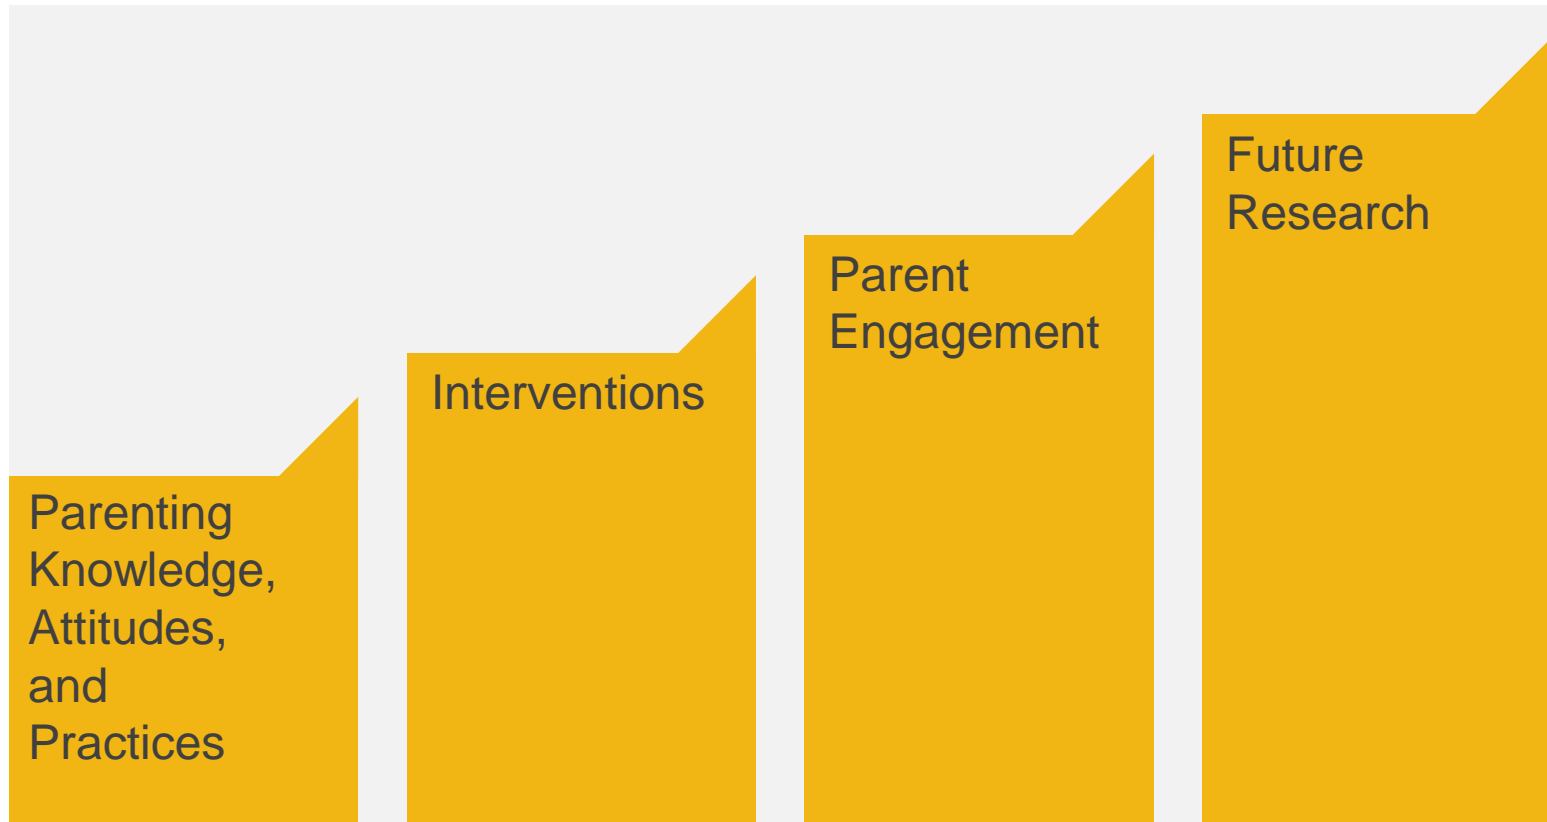 Parenting
Knowledge,
Attitudes,
and
Practices
Interventions
Parent
Engagement
Future
Research